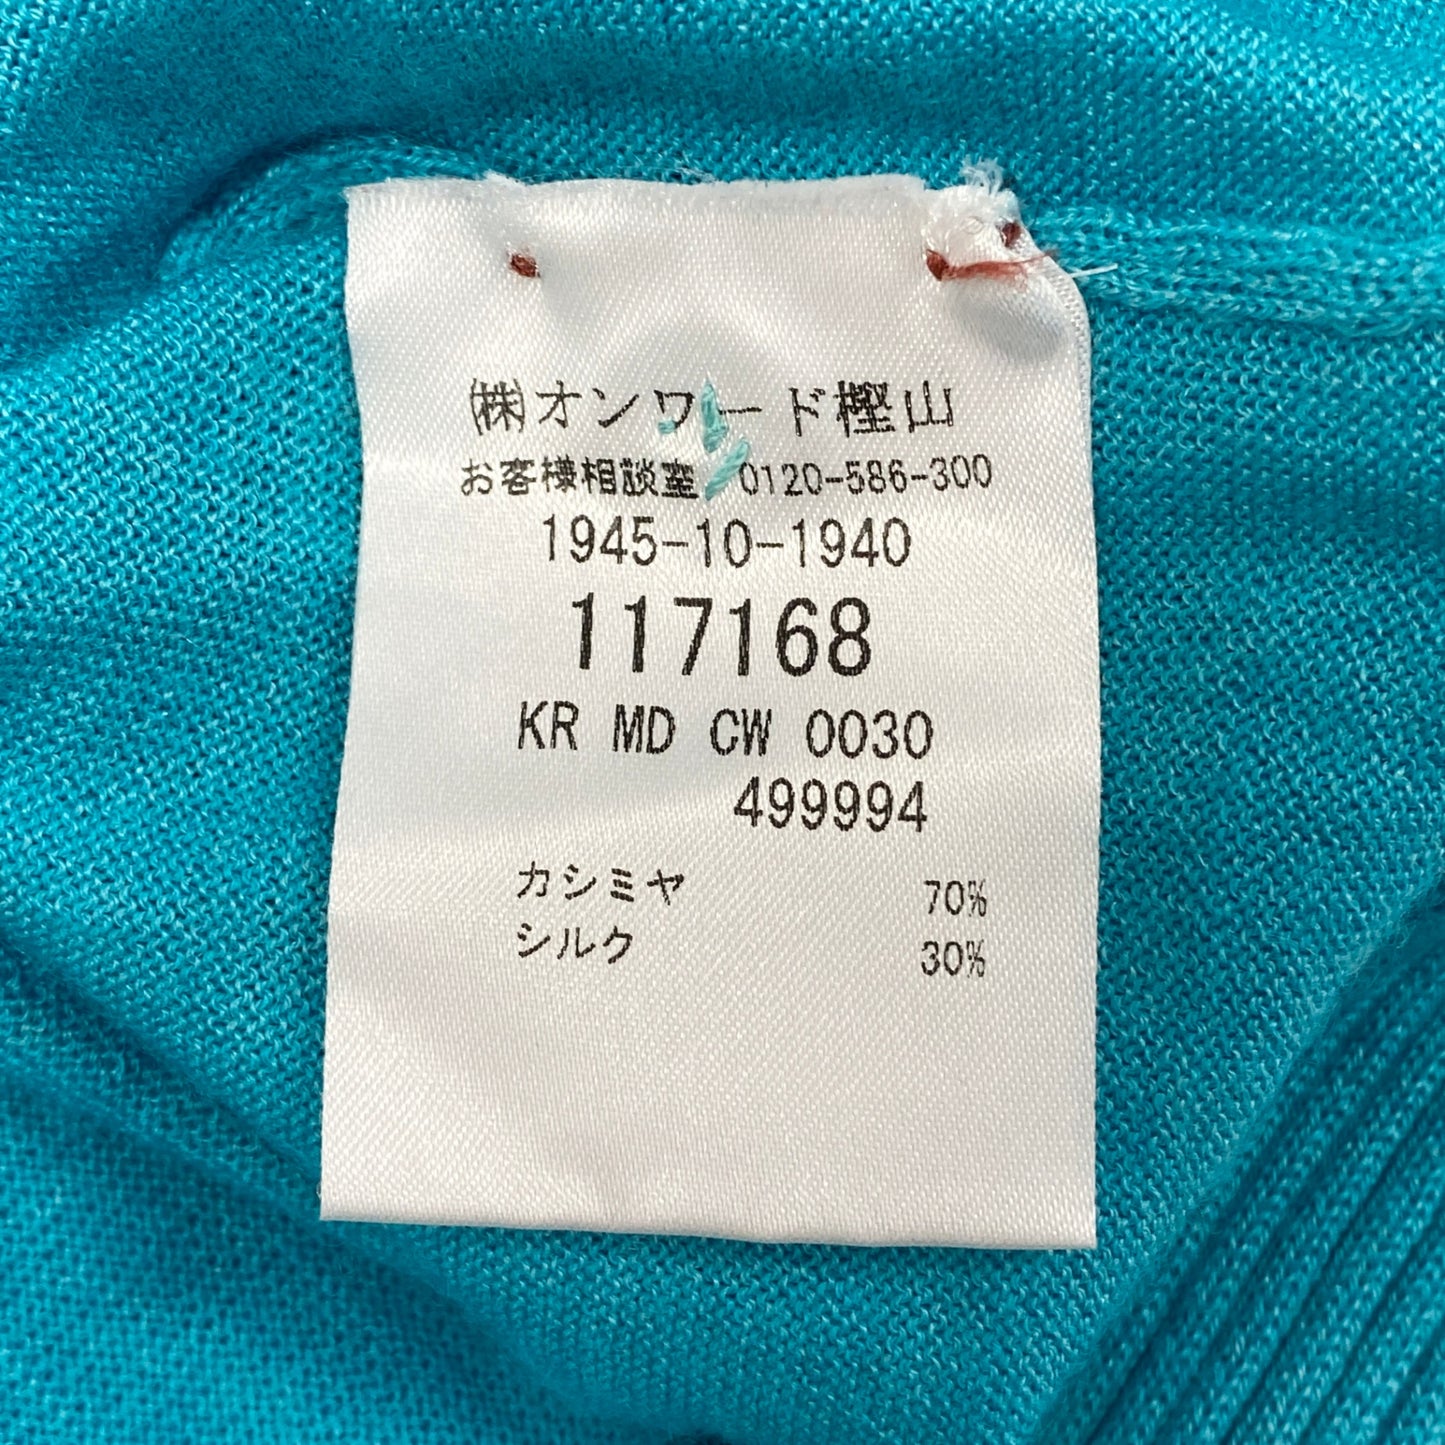 ㈱オンワード樫山
お客様相談室 0120-586-300
1945-10-1940
117168
KR MD CW 0030
499994
カシミヤ 70%
シルク 30%